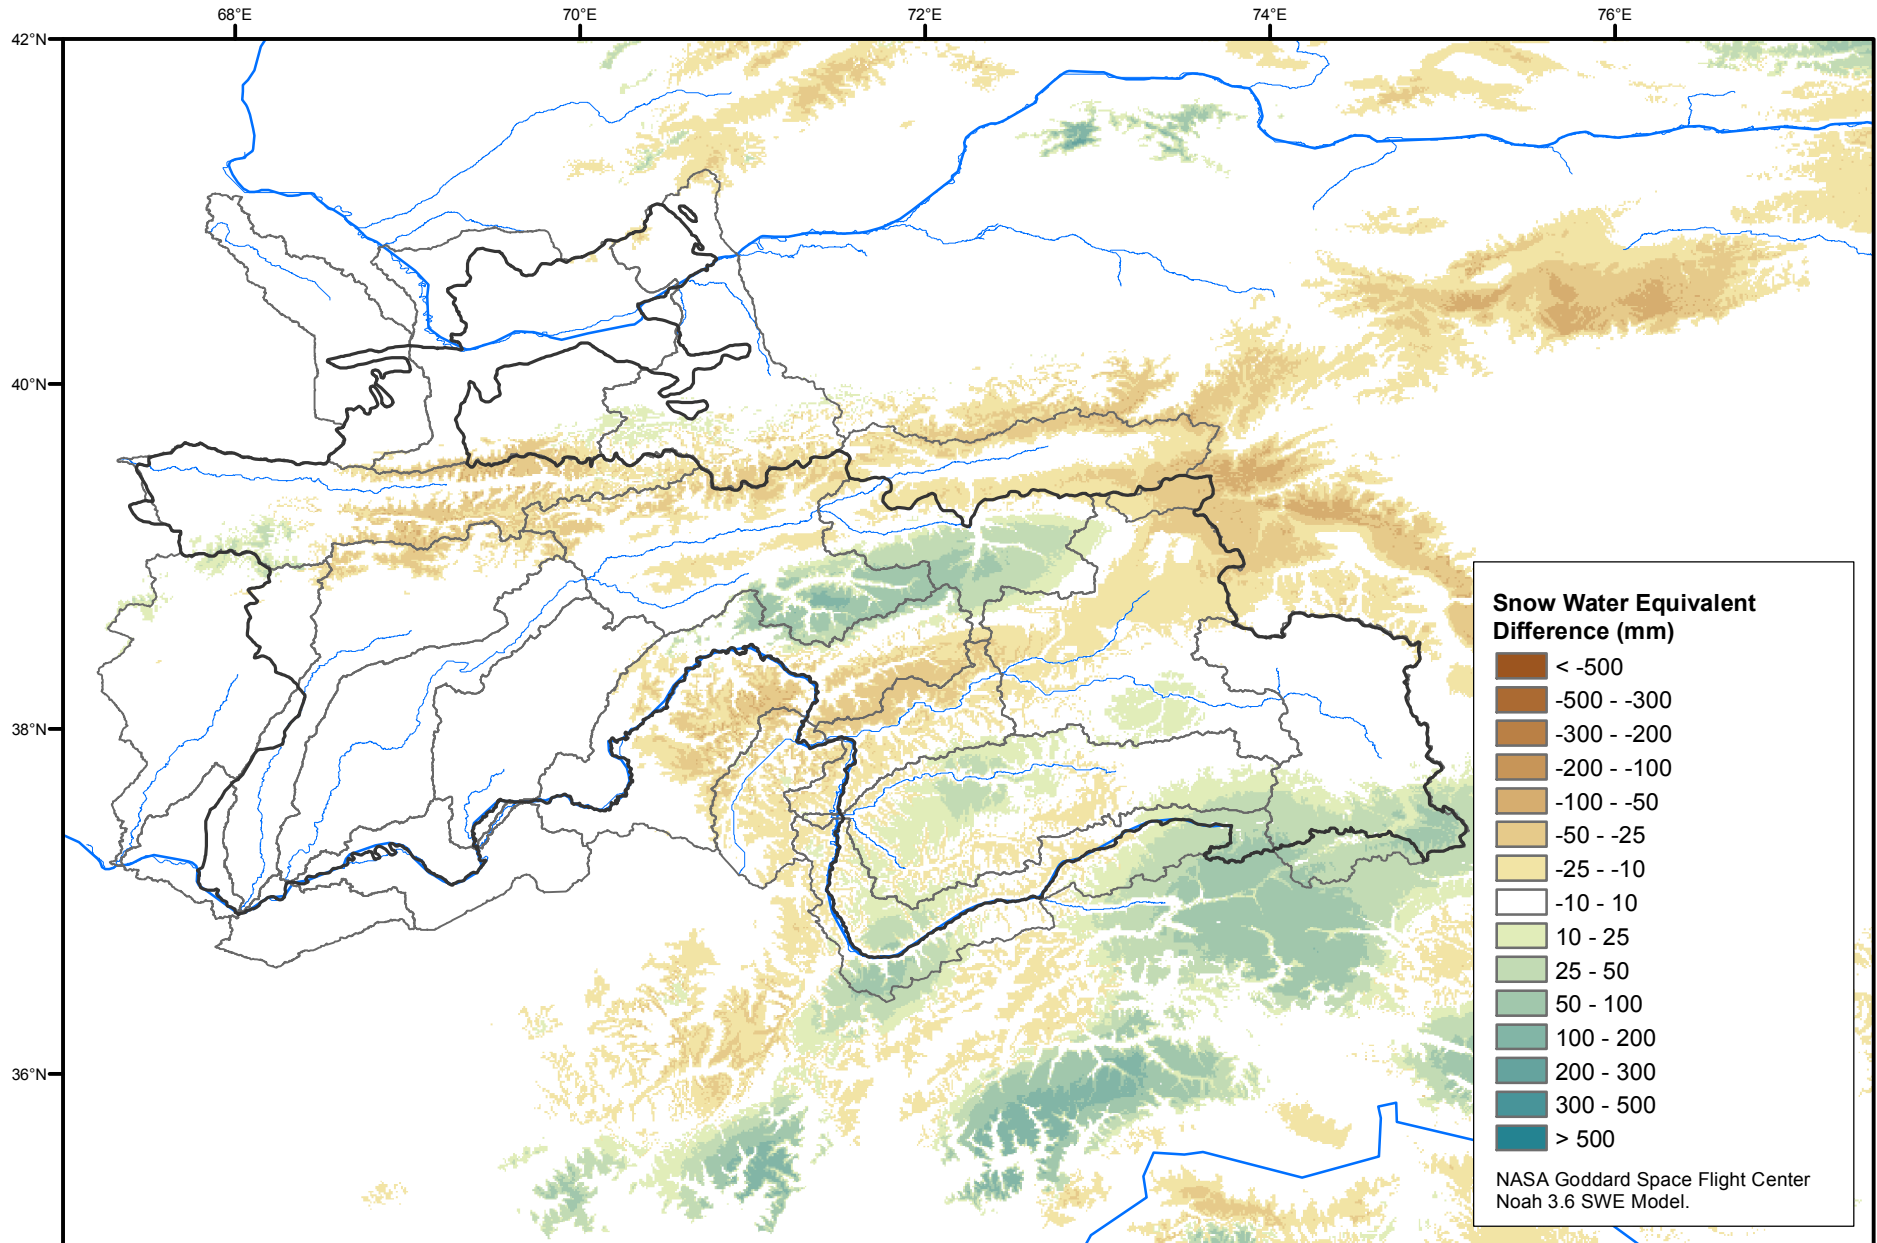 68°E 70°E 72°E 74°E 76°E
42°N
40°N
38°N
36°N
Snow Water Equivalent
Difference (mm)
< -500
-500 - -300
-300 - -200
-200 - -100
-100 - -50
-50 - -25
-25 - -10
-10 - 10
10 - 25
25 - 50
50 - 100
100 - 200
200 - 300
300 - 500
> 500
NASA Goddard Space Flight Center
Noah 3.6 SWE Model.